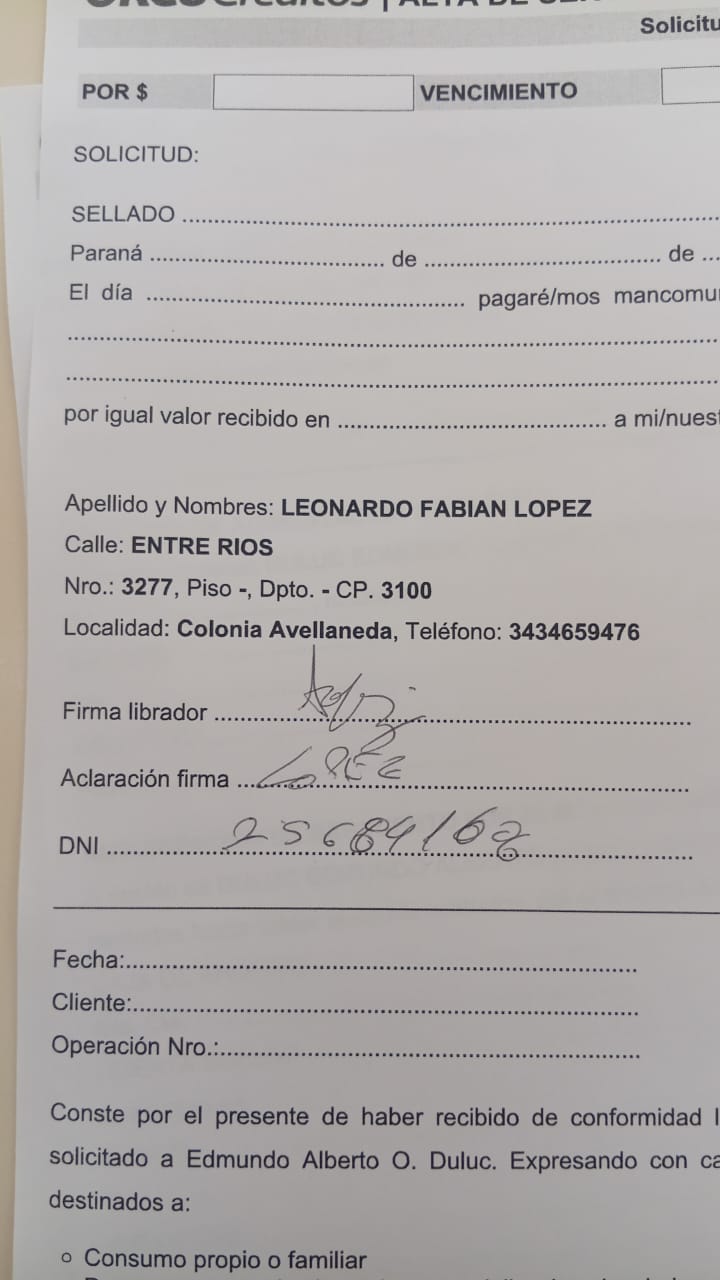 Solicitu
POR $ VENCIMIENTO
SOLICITUD:
SELLADO ............................................................
Paraná .................................. de .................................. de ...
El día .............................................. pagaré/mos mancomu
............................................................
............................................................
por igual valor recibido en ....................................... a mi/nuest
Apellido y Nombres: LEONARDO FABIAN LOPEZ
Calle: ENTRE RIOS
Nro.: 3277, Piso -, Dpto. - CP. 3100
Localidad: Colonia Avellaneda, Teléfono: 3434659476
Firma librador ............................................................
Aclaración firma ... LOPEZ ............................................................
DNI ............ 25684162 ............................................................
Fecha:............................................................
Cliente:............................................................
Operación Nro.:............................................................
Conste por el presente de haber recibido de conformidad l
solicitado a Edmundo Alberto O. Duluc. Expresando con ca
destinados a:
o Consumo propio o familiar